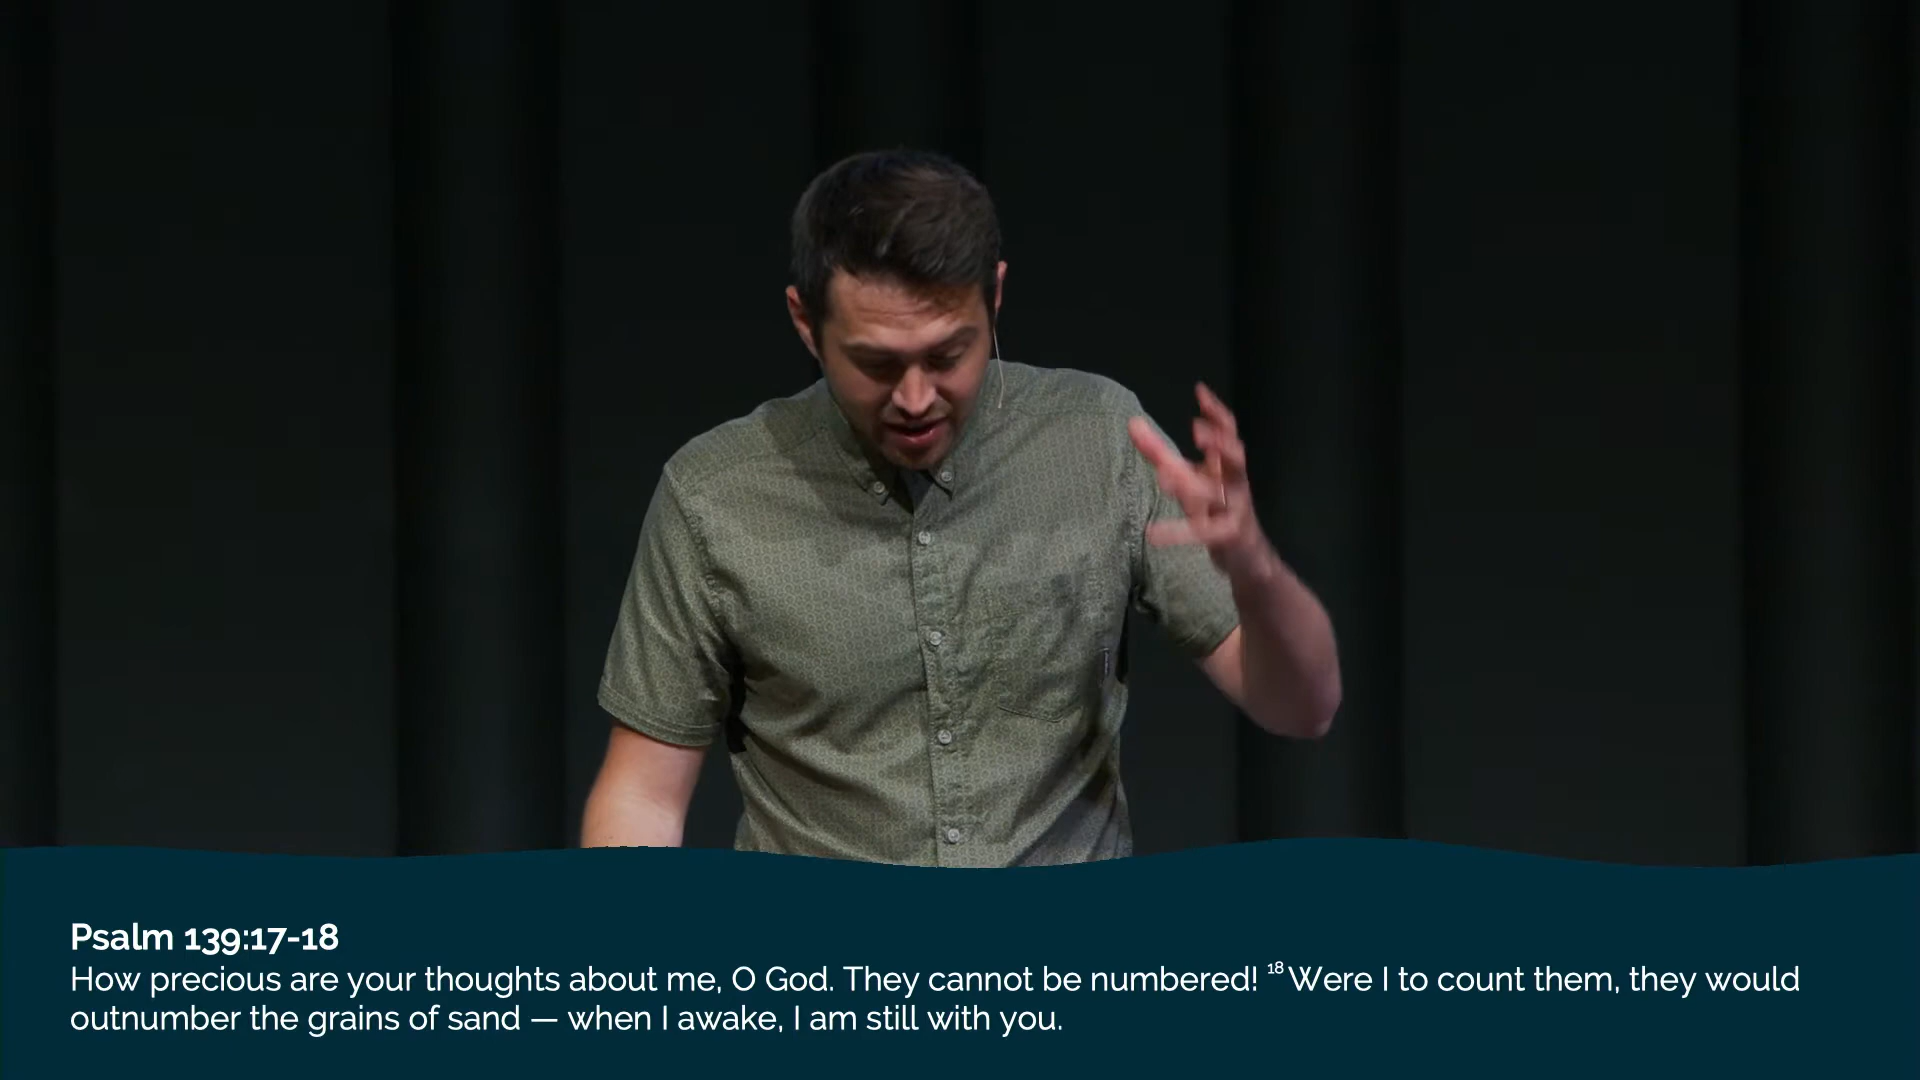 Psalm 139:17-18
How precious are your thoughts about me, O God. They cannot be numbered! 18 Were I to count them, they would
outnumber the grains of sand — when I awake, I am still with you.